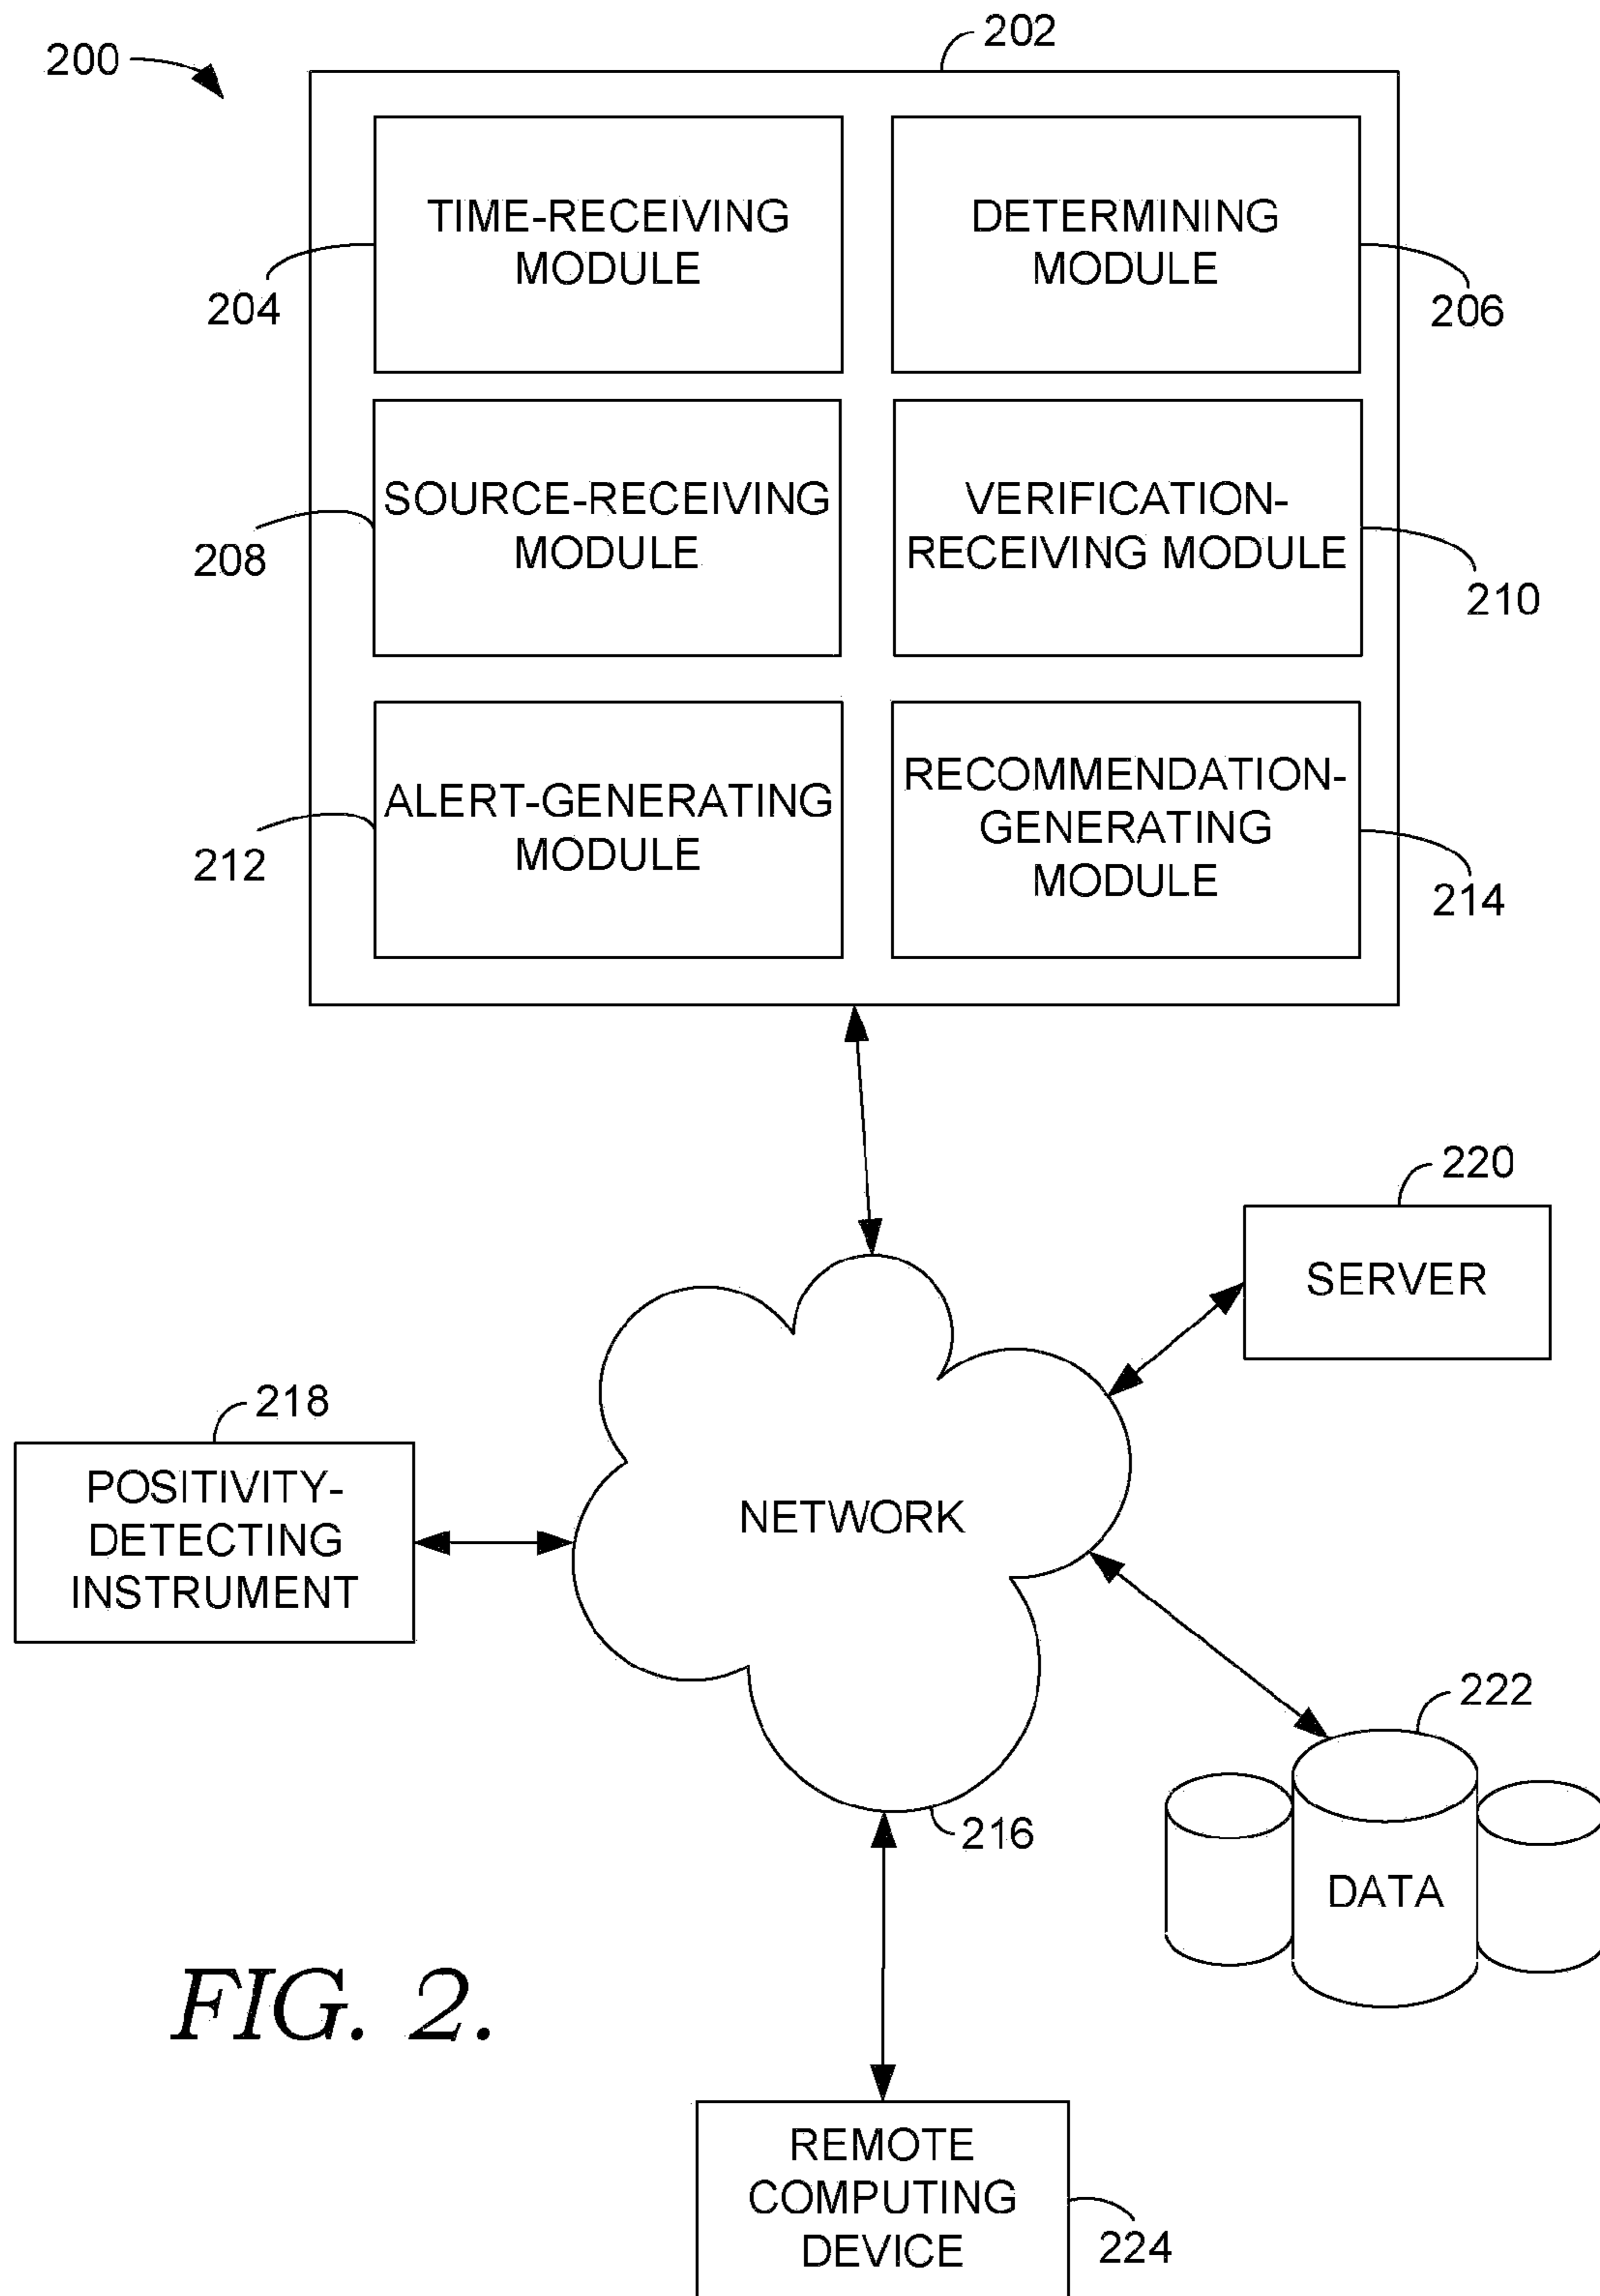 202
200
TIME-RECEIVING
MODULE
204
DETERMINING
MODULE
206
SOURCE-RECEIVING
MODULE
208
VERIFICATION-
RECEIVING MODULE
210
ALERT-GENERATING
MODULE
212
RECOMMENDATION-
GENERATING
MODULE
214
220
SERVER
218
POSITIVITY-
DETECTING
INSTRUMENT
NETWORK
216
222
DATA
FIG. 2.
REMOTE
COMPUTING
DEVICE
224